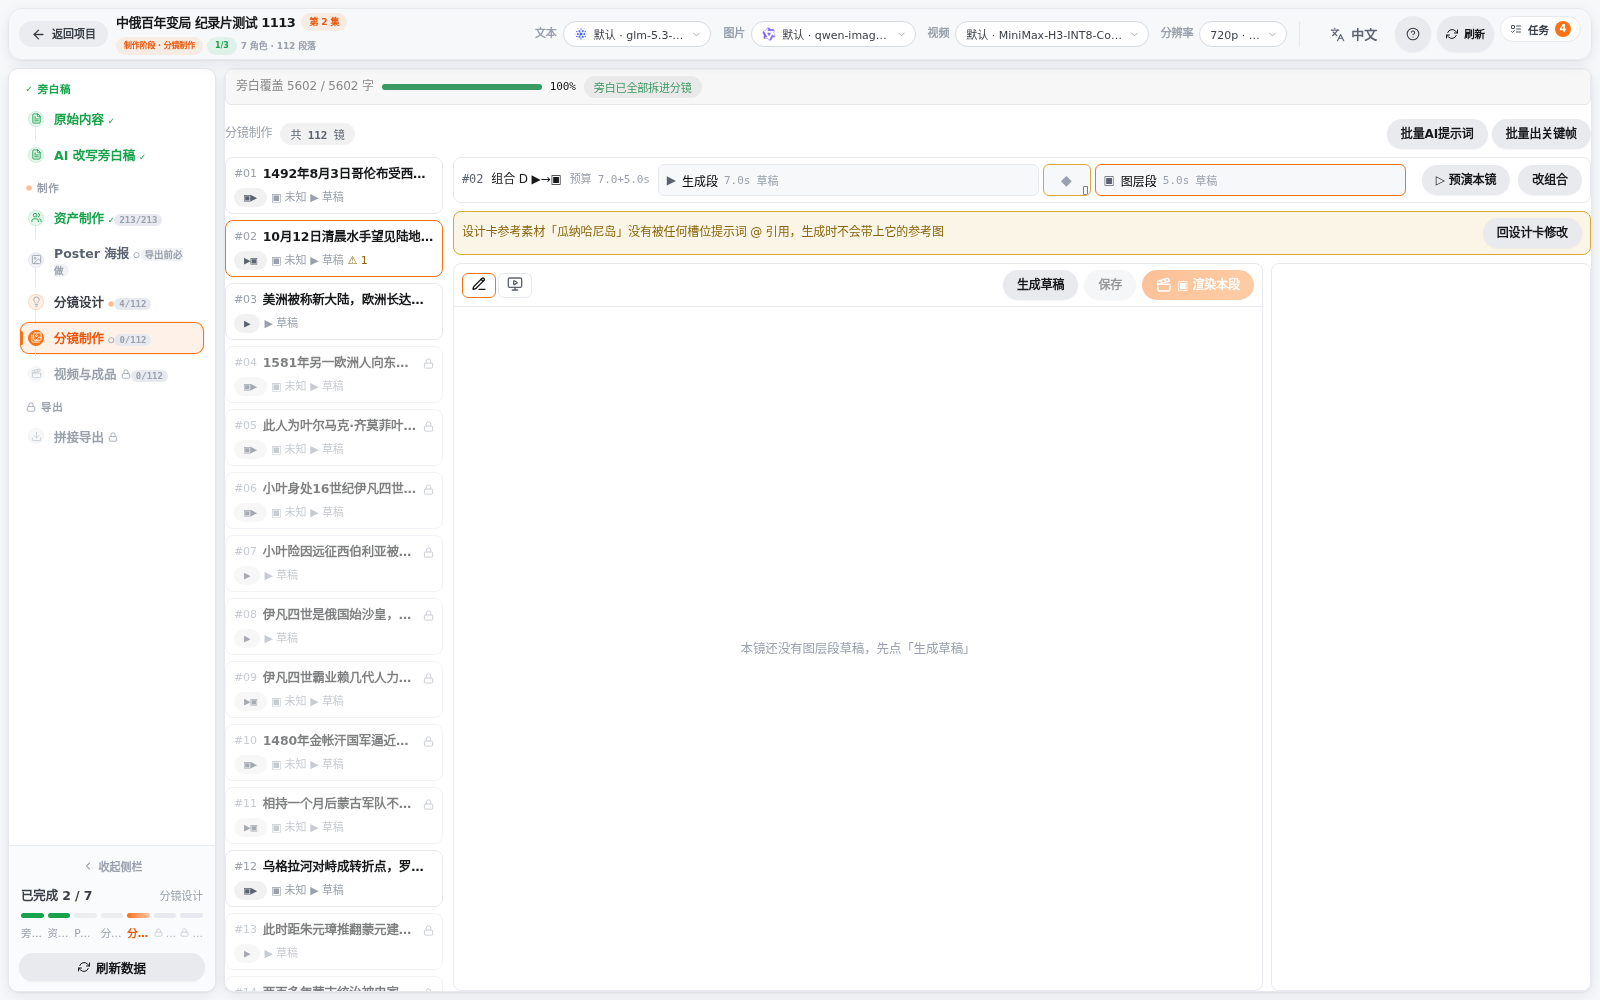 返回项目
中俄百年变局 纪录片测试 1113 第 2 集
制作阶段 · 分镜制作 1/3 7 角色 · 112 段落
文本 默认 · glm-5.3-...
图片 默认 · qwen-imag...
视频 默认 · MiniMax-H3-INT8-Co...
分辨率 720p · ...
中文
刷新
任务 4
旁白稿
原始内容
AI 改写旁白稿
制作
资产制作 213/213
Poster 海报 导出前必做
分镜设计 4/112
分镜制作 0/112
视频与成品 0/112
导出
拼接导出
收起侧栏
已完成 2 / 7 分镜设计
旁... 资... P... 分... 分... ... ...
刷新数据
旁白覆盖 5602 / 5602 字 100% 旁白已全部拆进分镜
分镜制作 共 112 镜
批量AI提示词 批量出关键帧
#01 1492年8月3日哥伦布受西...
未知 草稿
#02 10月12日清晨水手望见陆地...
未知 草稿 ⚠ 1
#03 美洲被称新大陆，欧洲长达...
草稿
#04 1581年另一欧洲人向东...
未知 草稿
#05 此人为叶尔马克·齐莫菲叶...
未知 草稿
#06 小叶身处16世纪伊凡四世...
未知 草稿
#07 小叶险因远征西伯利亚被...
草稿
#08 伊凡四世是俄国始沙皇，...
草稿
#09 伊凡四世霸业赖几代人力...
未知 草稿
#10 1480年金帐汗国军逼近...
未知 草稿
#11 相持一个月后蒙古军队不...
未知 草稿
#12 乌格拉河对峙成转折点，罗...
未知 草稿
#13 此时距朱元璋推翻蒙元建...
草稿
#02 组合 D ▶→▣ 预算 7.0+5.0s
▶ 生成段 7.0s 草稿
◆
▣ 图层段 5.0s 草稿
▷ 预演本镜 改组合
设计卡参考素材「瓜纳哈尼岛」没有被任何槽位提示词 @ 引用，生成时不会带上它的参考图
回设计卡修改
生成草稿 保存 ▣ 渲染本段
本镜还没有图层段草稿，先点「生成草稿」